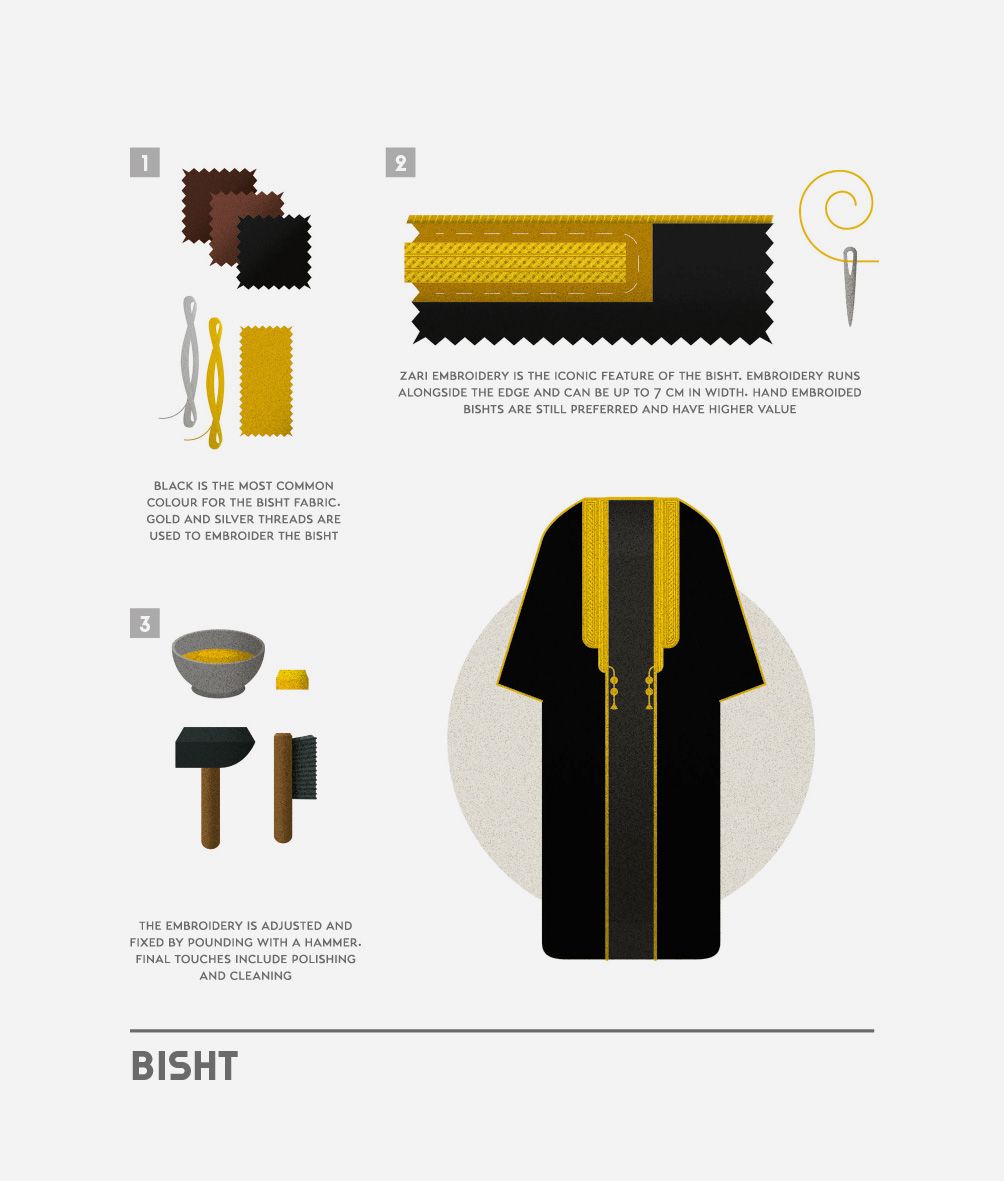 1
BLACK IS THE MOST COMMON
COLOUR FOR THE BISHT FABRIC.
GOLD AND SILVER THREADS ARE
USED TO EMBROIDER THE BISHT
2
ZARI EMBROIDERY IS THE ICONIC FEATURE OF THE BISHT. EMBROIDERY RUNS
ALONGSIDE THE EDGE AND CAN BE UP TO 7 CM IN WIDTH. HAND EMBROIDED
BISHTS ARE STILL PREFERRED AND HAVE HIGHER VALUE
3
THE EMBROIDERY IS ADJUSTED AND
FIXED BY POUNDING WITH A HAMMER.
FINAL TOUCHES INCLUDE POLISHING
AND CLEANING
BISHT